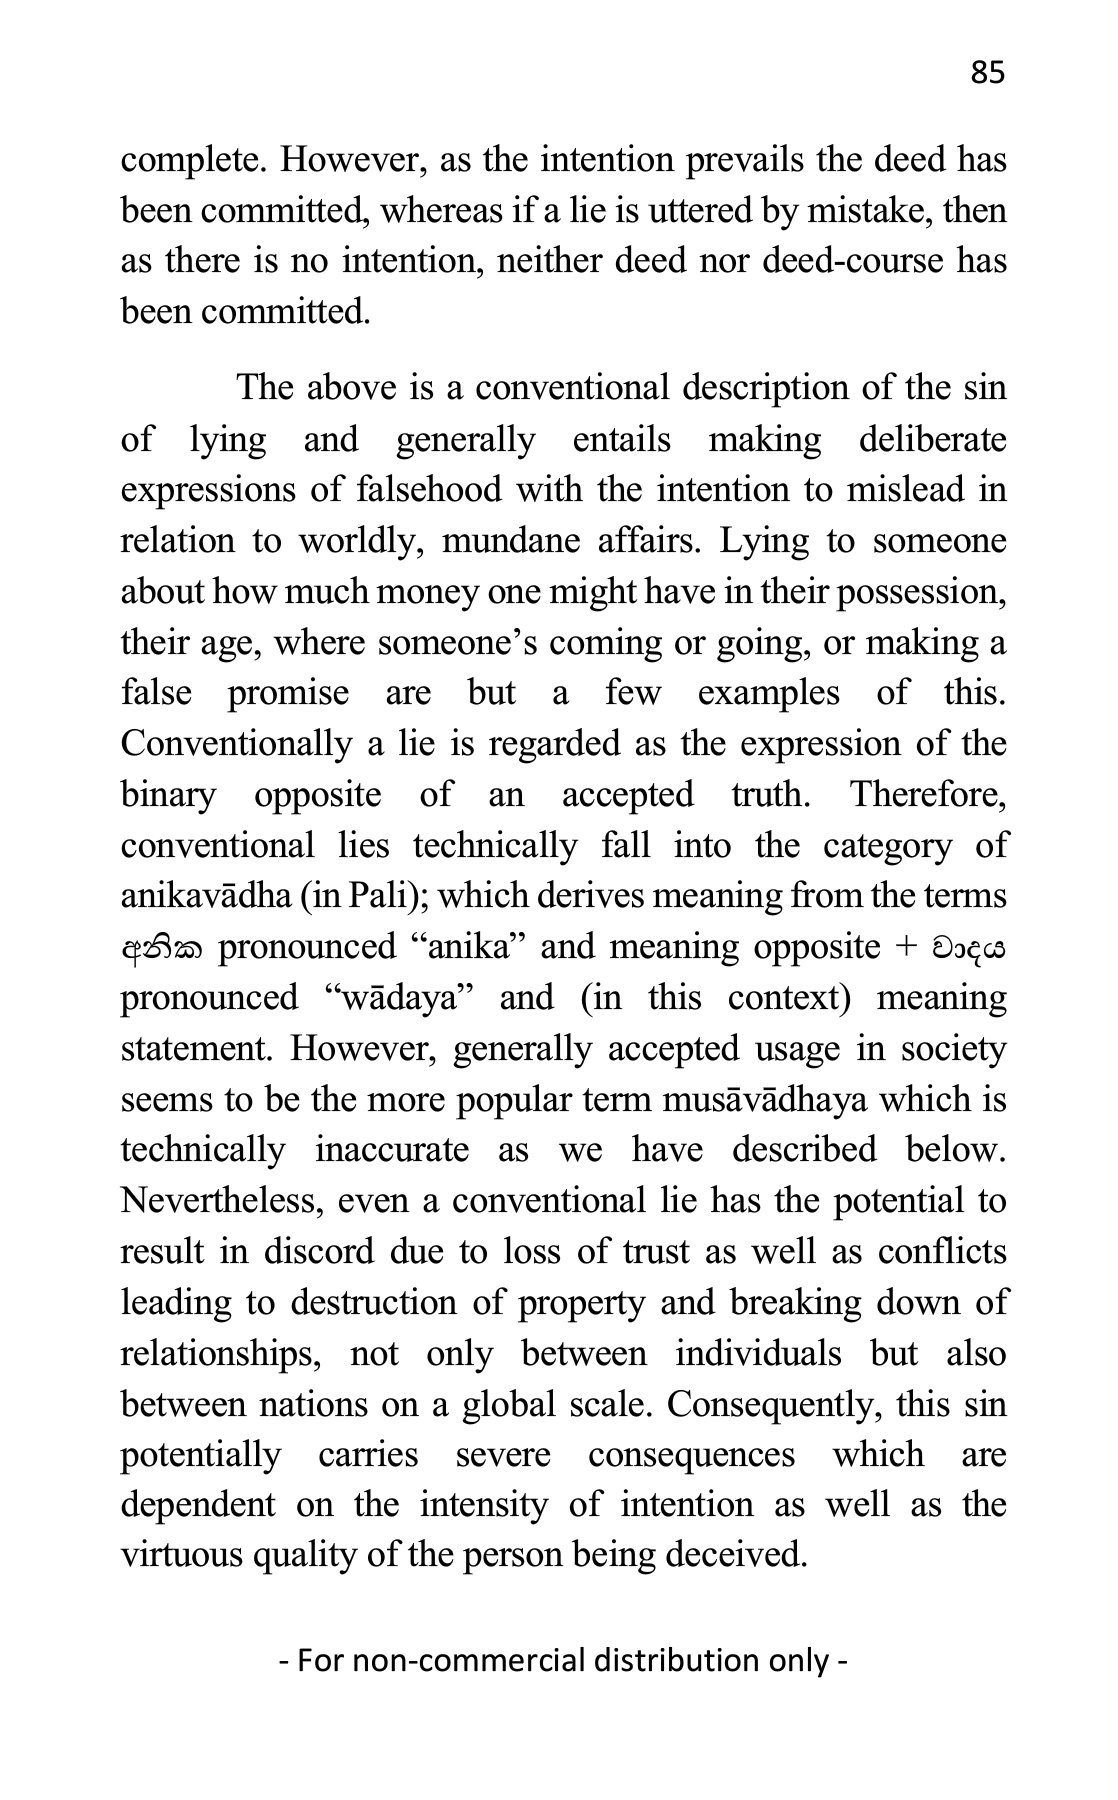 85
complete. However, as the intention prevails the deed has
been committed, whereas if a lie is uttered by mistake, then
as there is no intention, neither deed nor deed-course has
been committed.
The above is a conventional description of the sin
of lying and generally entails making deliberate
expressions of falsehood with the intention to mislead in
relation to worldly, mundane affairs. Lying to someone
about how much money one might have in their possession,
their age, where someone’s coming or going, or making a
false promise are but a few examples of this.
Conventionally a lie is regarded as the expression of the
binary opposite of an accepted truth. Therefore,
conventional lies technically fall into the category of
anikavādha (in Pali); which derives meaning from the terms
අනික pronounced “anika” and meaning opposite + වාදය
pronounced “wādaya” and (in this context) meaning
statement. However, generally accepted usage in society
seems to be the more popular term musāvādhaya which is
technically inaccurate as we have described below.
Nevertheless, even a conventional lie has the potential to
result in discord due to loss of trust as well as conflicts
leading to destruction of property and breaking down of
relationships, not only between individuals but also
between nations on a global scale. Consequently, this sin
potentially carries severe consequences which are
dependent on the intensity of intention as well as the
virtuous quality of the person being deceived.
- For non-commercial distribution only -